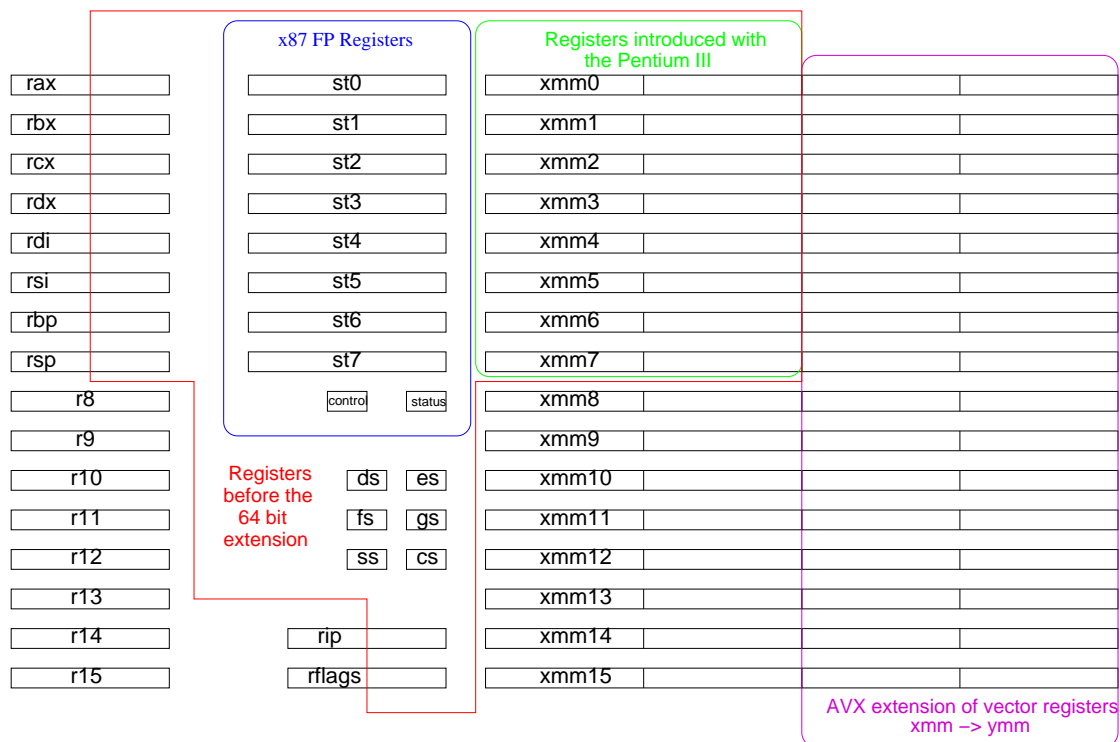 x87 FP Registers
Registers introduced with
the Pentium III
rax st0 xmm0
rbx st1 xmm1
rcx st2 xmm2
rdx st3 xmm3
rdi st4 xmm4
rsi st5 xmm5
rbp st6 xmm6
rsp st7 xmm7
r8 control status xmm8
r9 xmm9
r10 ds es xmm10
r11 fs gs xmm11
r12 ss cs xmm12
Registers
before the
64 bit
extension
r13 xmm13
r14 rip xmm14
r15 rflags xmm15
AVX extension of vector registers
xmm −> ymm